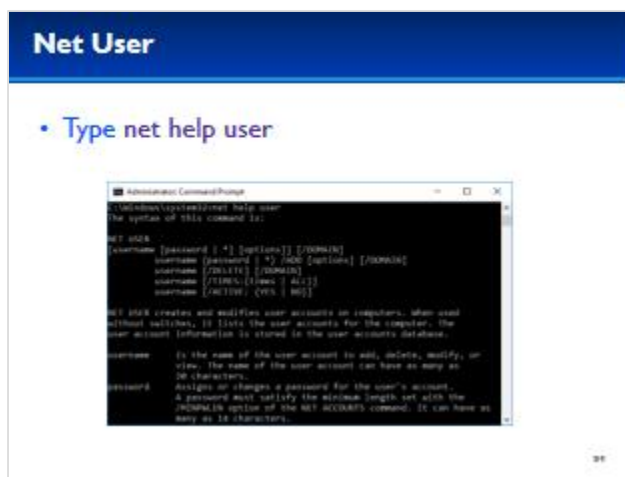 Net User
• Type net help user
Administrator: Command Prompt
C:\Windows\system32>net help user
The syntax of this command is:
NET USER
[username [password | *] [options]] [/DOMAIN]
username {password | *} /ADD [options] [/DOMAIN]
username [/DELETE] [/DOMAIN]
username [/TIMES:{times | ALL}]
username [/ACTIVE: {YES | NO}]
NET USER creates and modifies user accounts on computers. When used
without switches, it lists the user accounts for the computer. The
user account information is stored in the user accounts database.
username Is the name of the user account to add, delete, modify, or
view. The name of the user account can have as many as
20 characters.
password Assigns or changes a password for the user's account.
A password must satisfy the minimum length set with the
/MINPWLEN option of the NET ACCOUNTS command. It can have as
many as 14 characters.